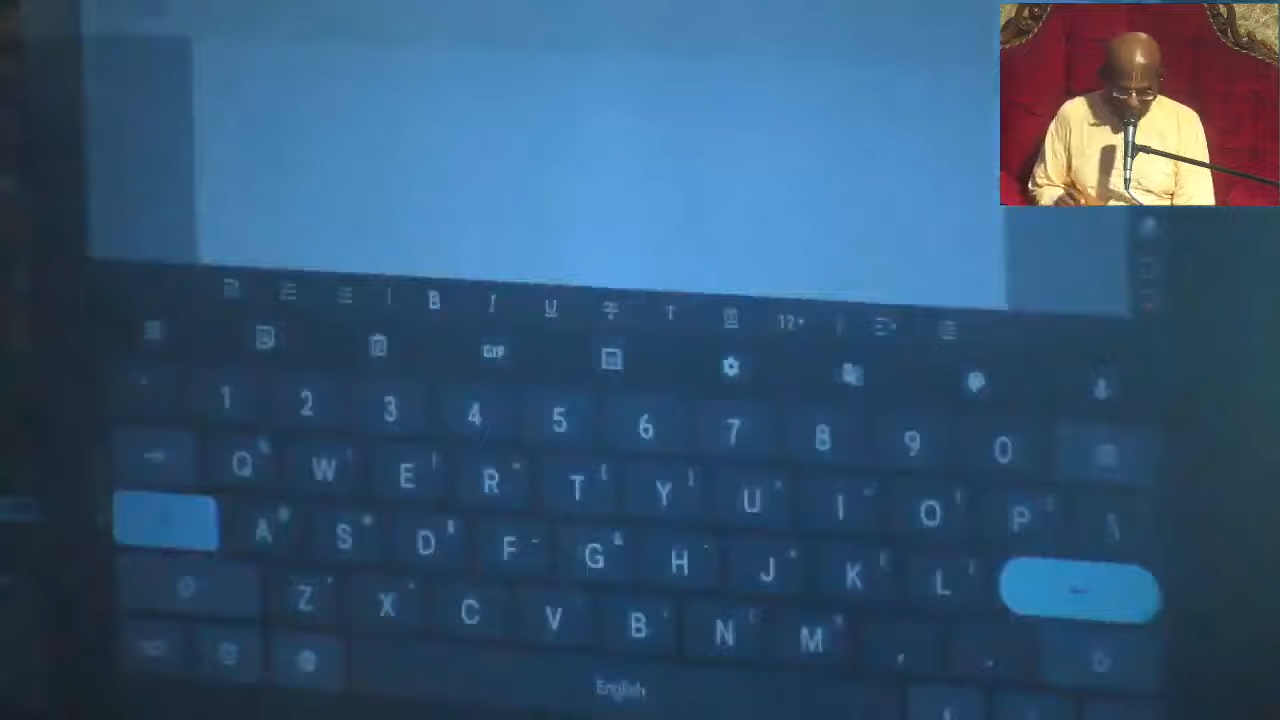 B I U T 12
GIF
1 2 3 4 5 6 7 8 9 0
Q W E R T Y U I O P \
A S D F G H J K L
Z X C V B N M , .
English